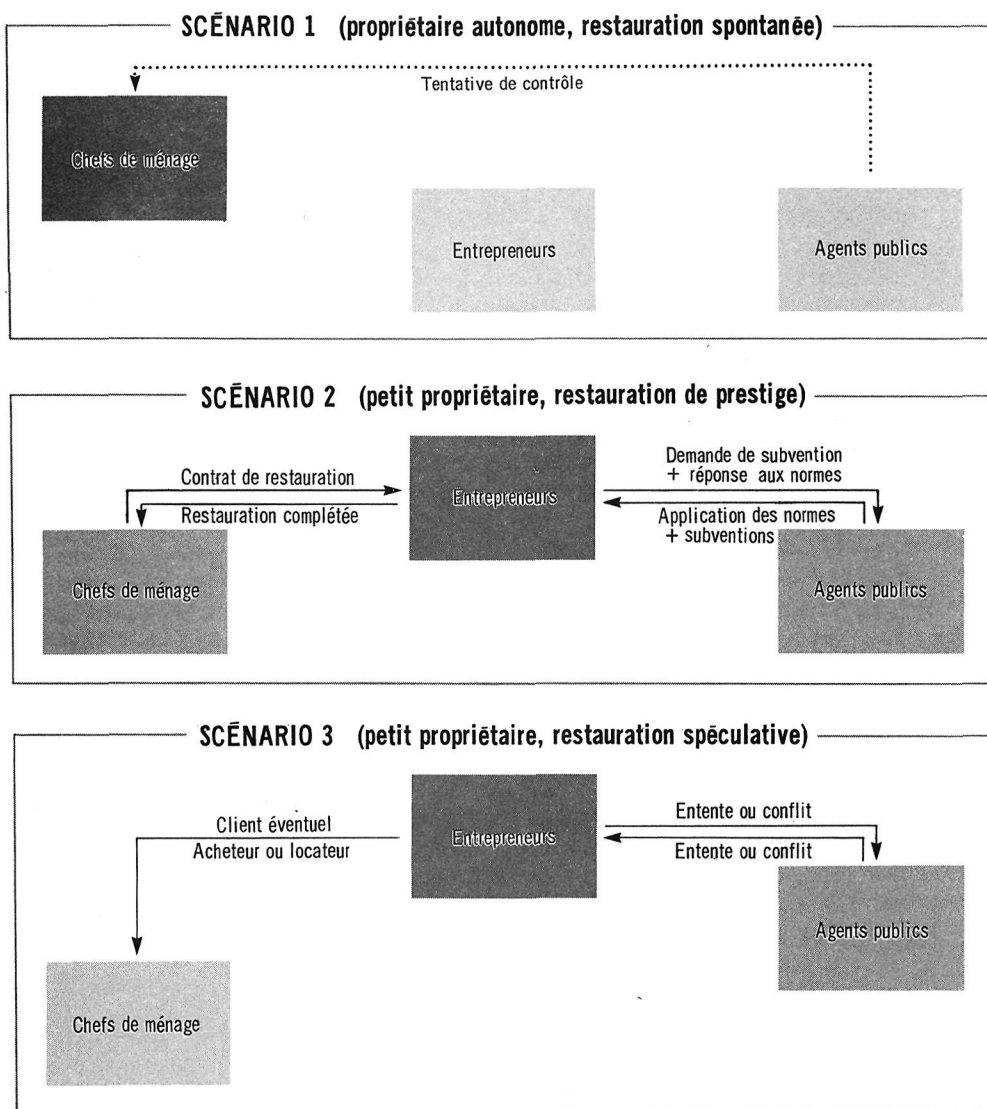 SCÉNARIO 1 (propriétaire autonome, restauration spontanée)
Tentative de contrôle
Chefs de ménage
Entrepreneurs
Agents publics
SCÉNARIO 2 (petit propriétaire, restauration de prestige)
Contrat de restauration
Restauration complétée
Entrepreneurs
Demande de subvention
+ réponse aux normes
Application des normes
+ subventions
Chefs de ménage
Agents publics
SCÉNARIO 3 (petit propriétaire, restauration spéculative)
Client éventuel
Acheteur ou locateur
Entrepreneurs
Entente ou conflit
Entente ou conflit
Agents publics
Chefs de ménage